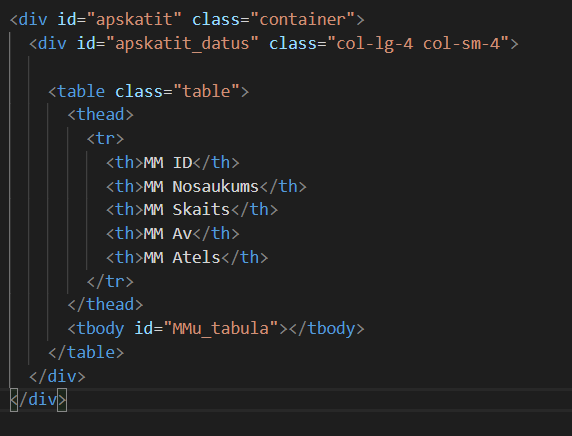 <div id="apskatit" class="container">
<div id="apskatit_datus" class="col-lg-4 col-sm-4">
<table class="table">
<thead>
<tr>
<th>MM ID</th>
<th>MM Nosaukums</th>
<th>MM Skaits</th>
<th>MM Av</th>
<th>MM Atels</th>
</tr>
</thead>
<tbody id="MMu_tabula"></tbody>
</table>
</div>
</div>